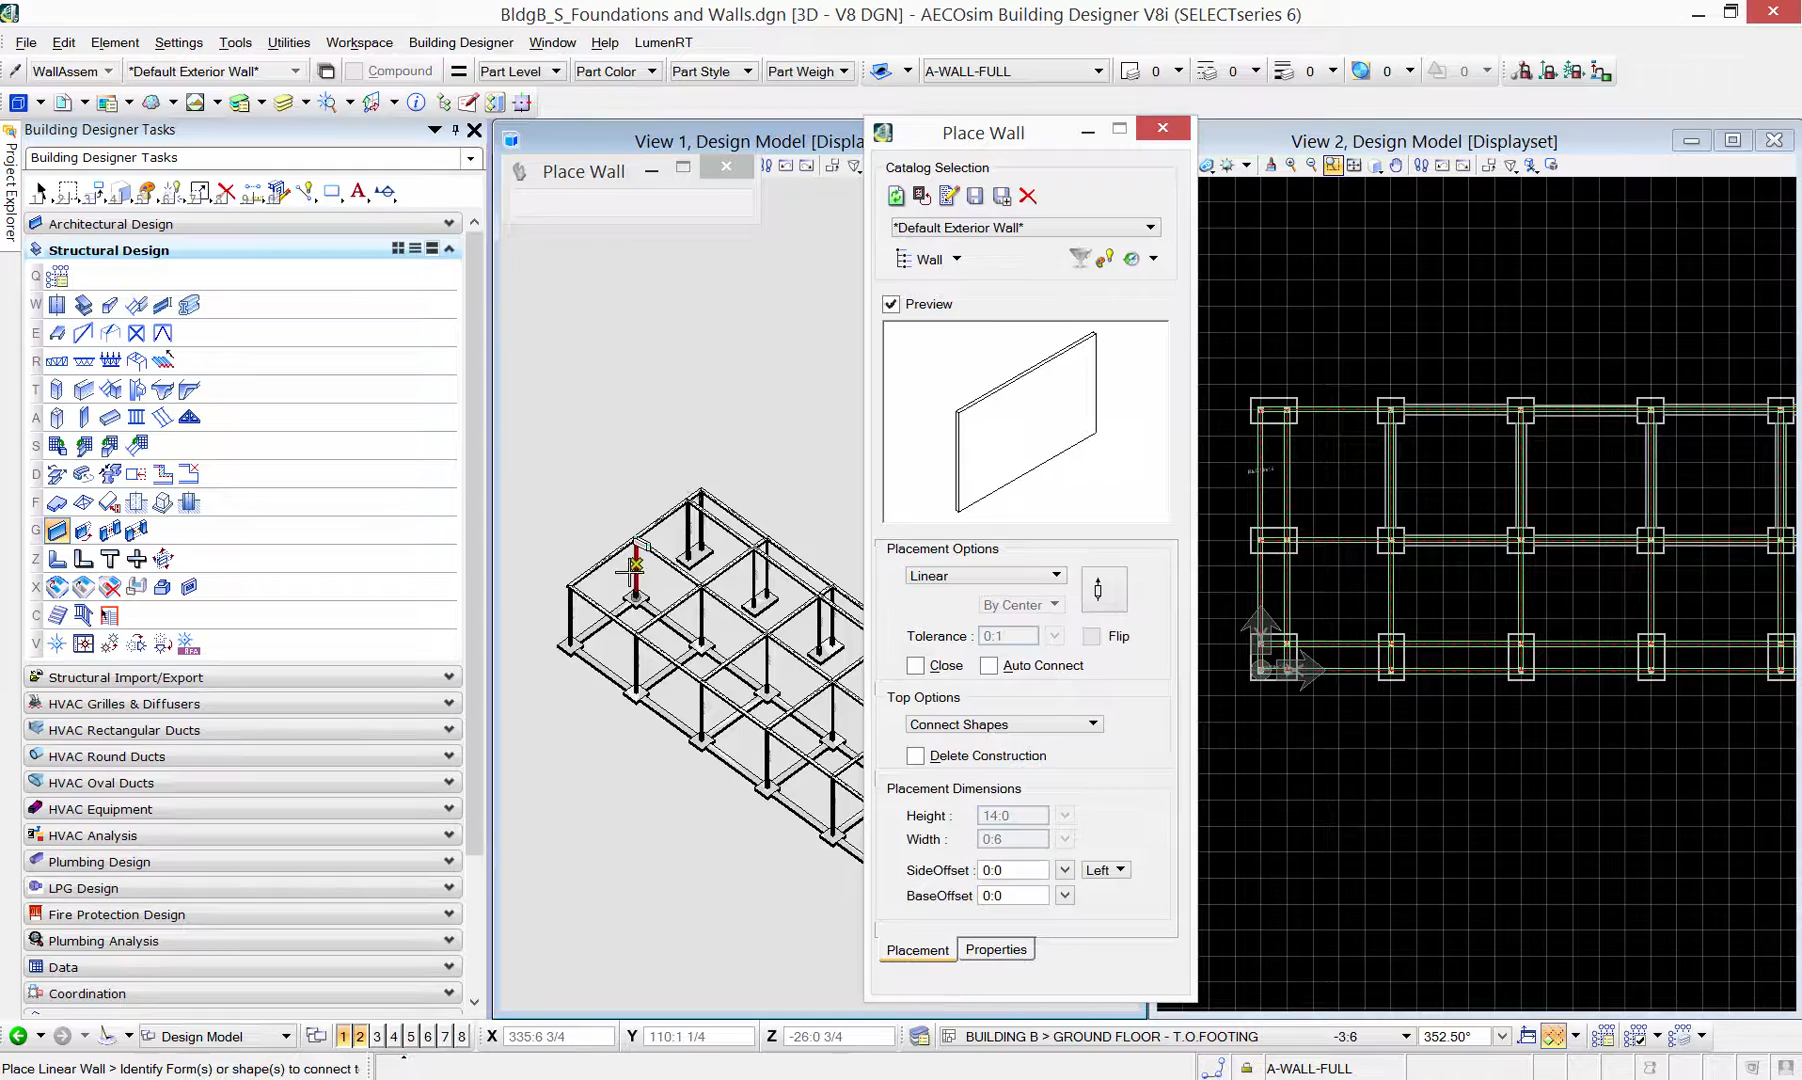 BldgB_S_Foundations and Walls.dgn [3D - V8 DGN] - AECOsim Building Designer V8i (SELECTseries 6)
File Edit Element Settings Tools Utilities Workspace Building Designer Window Help LumenRT
WallAssem *Default Exterior Wall* Compound Part Level Part Color Part Style Part Weigh A-WALL-FULL 0 0 0 0 0
Building Designer Tasks
Building Designer Tasks
Project Explorer
Architectural Design
Structural Design
Q
W
E
R
T
A
S
D
F
G
Z
X
C
V
Structural Import/Export
HVAC Grilles & Diffusers
HVAC Rectangular Ducts
HVAC Round Ducts
HVAC Oval Ducts
HVAC Equipment
HVAC Analysis
Plumbing Design
LPG Design
Fire Protection Design
Plumbing Analysis
Data
Coordination
View 1, Design Model [Displa
Place Wall
Place Wall
Catalog Selection
*Default Exterior Wall*
Wall
Preview
Placement Options
Linear
By Center
Tolerance : 0:1 Flip
Close Auto Connect
Top Options
Connect Shapes
Delete Construction
Placement Dimensions
Height : 14:0
Width : 0:6
SideOffset : 0:0 Left
BaseOffset 0:0
Placement Properties
View 2, Design Model [Displayset]
Design Model 1 2 3 4 5 6 7 8 X 335:6 3/4 Y 110:1 1/4 Z -26:0 3/4 BUILDING B > GROUND FLOOR - T.O.FOOTING -3:6 352.50°
Place Linear Wall > Identify Form(s) or shape(s) to connect t A-WALL-FULL